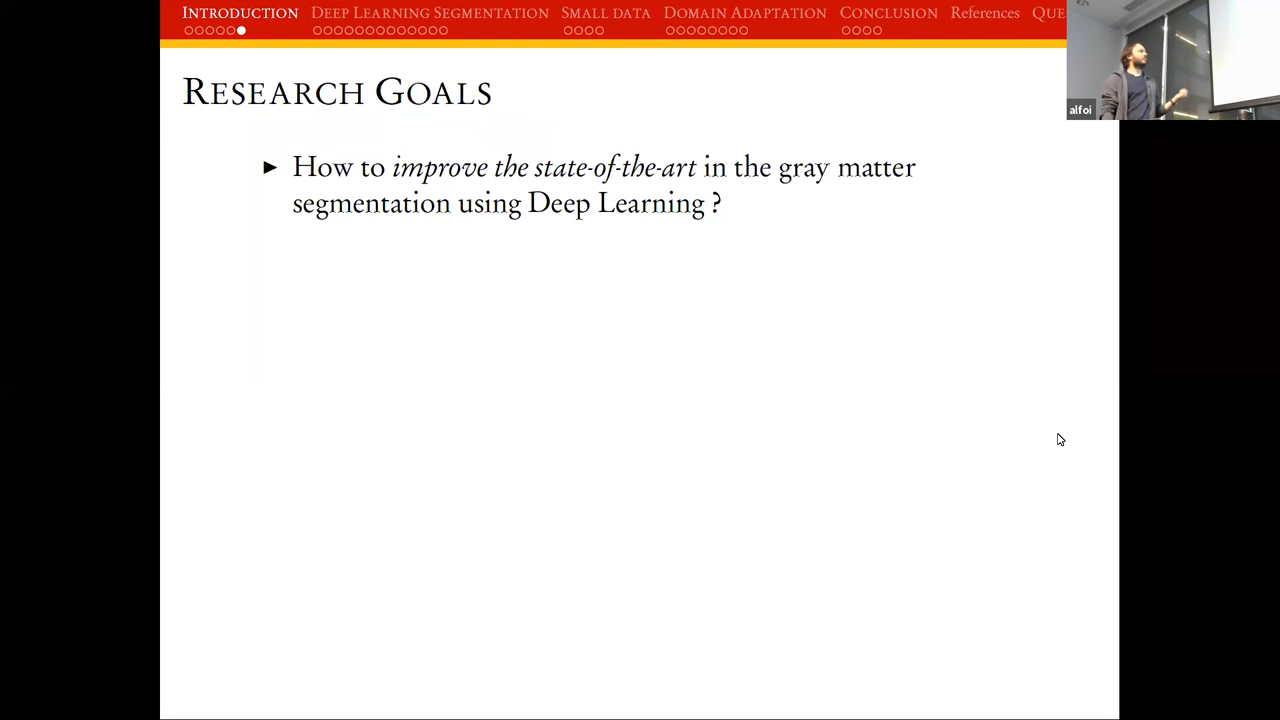 INTRODUCTION DEEP LEARNING SEGMENTATION SMALL DATA DOMAIN ADAPTATION CONCLUSION References
alfoi
RESEARCH GOALS
► How to improve the state-of-the-art in the gray matter
segmentation using Deep Learning ?